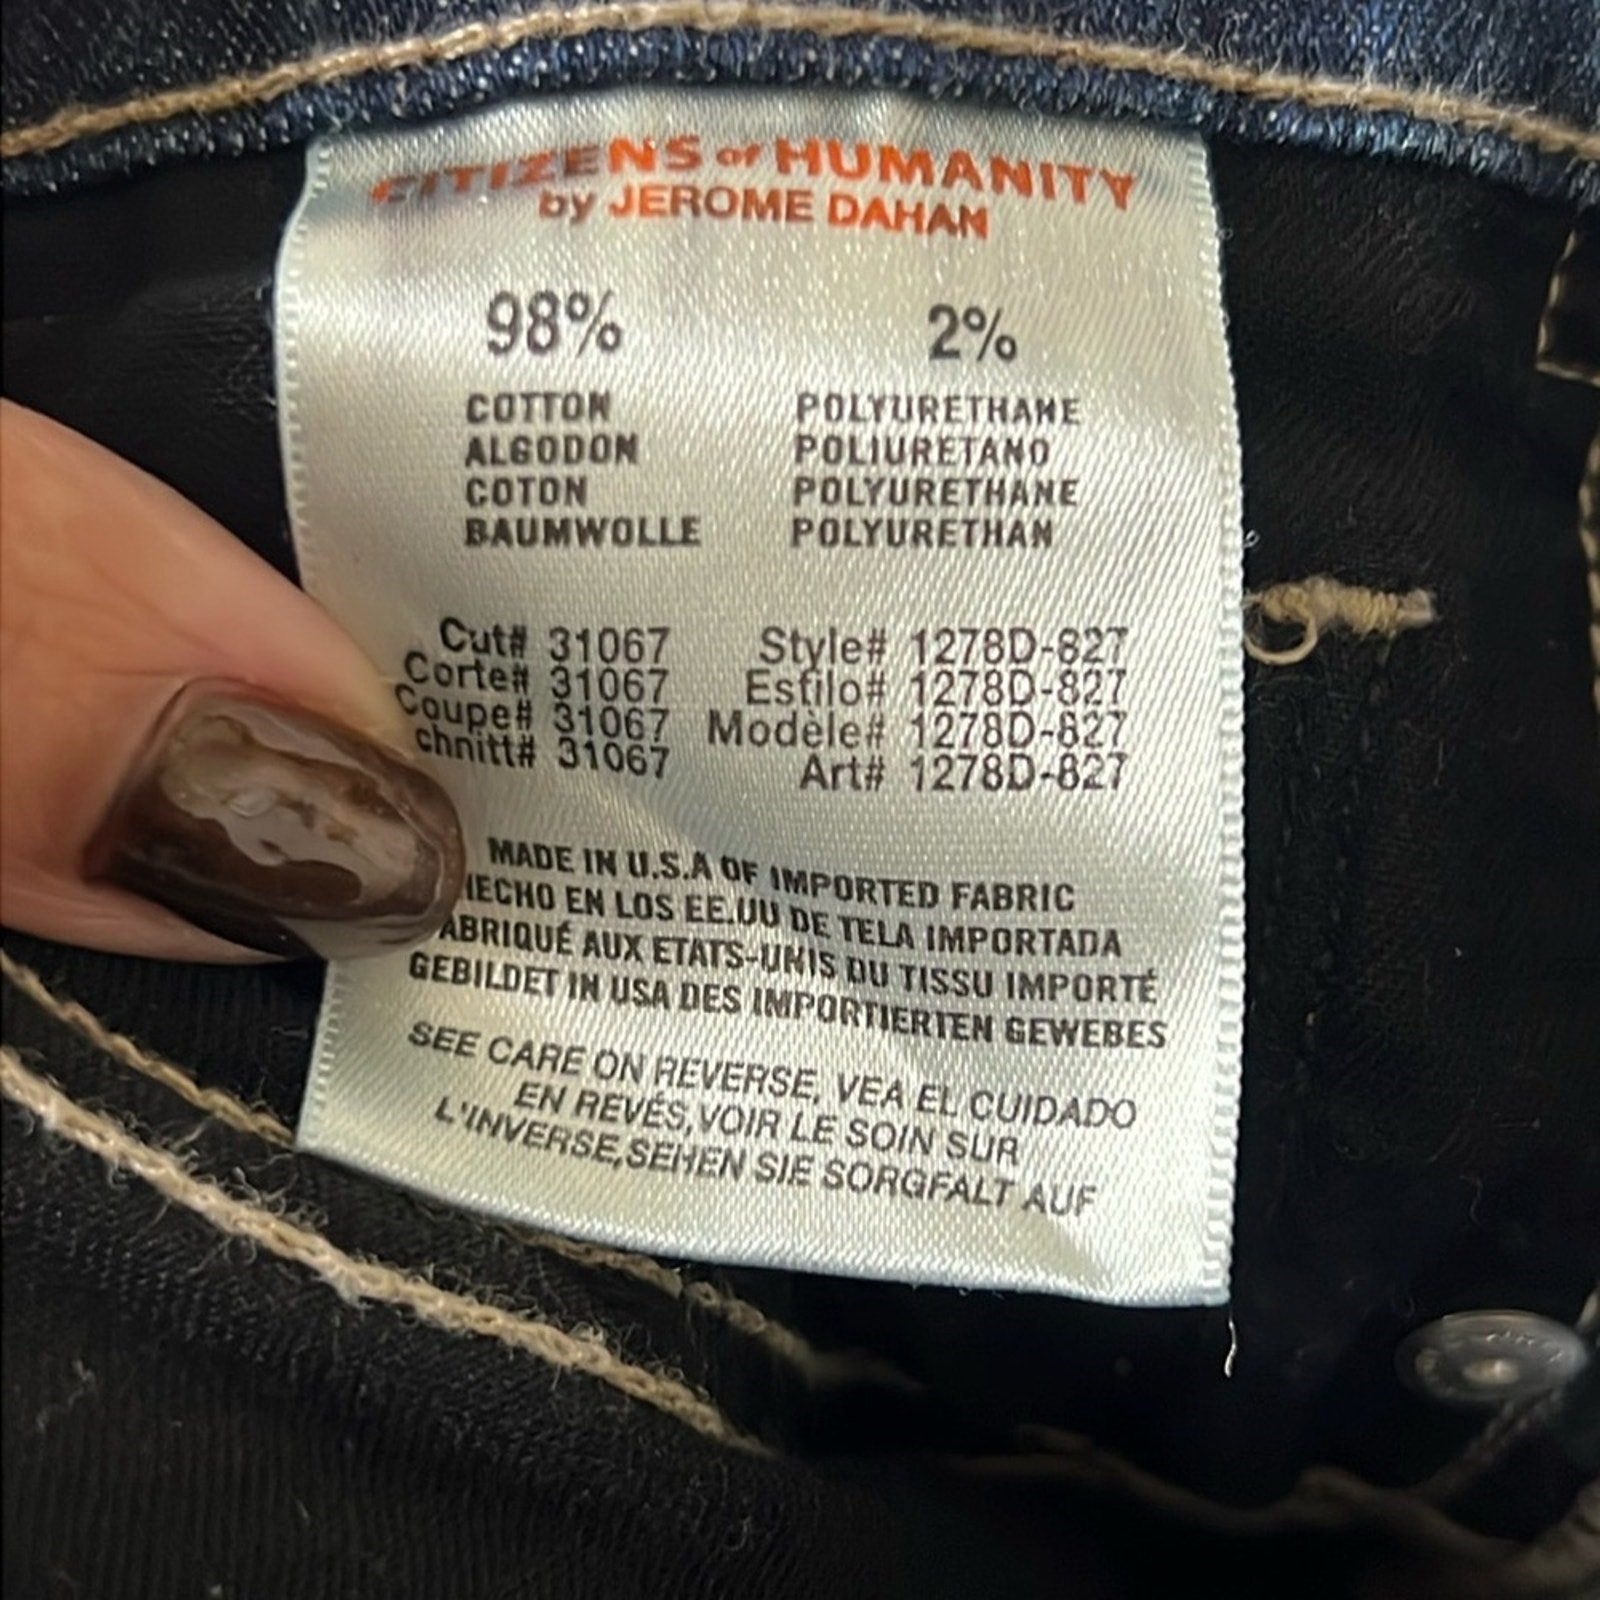 CITIZENS OF HUMANITY
by JEROME DAHAN
98% 2%
COTTON POLYURETHANE
ALGODON POLIURETANO
COTON POLYURETHANE
BAUMWOLLE POLYURETHAN
Cut# 31067 Style# 1278D-827
Corte# 31067 Estilo# 1278D-827
Coupe# 31067 Modèle# 1278D-827
chnitt# 31067 Art# 1278D-827
MADE IN U.S.A OF IMPORTED FABRIC
HECHO EN LOS EE.UU DE TELA IMPORTADA
ABRIQUÉ AUX ETATS-UNIS DU TISSU IMPORTÉ
GEBILDET IN USA DES IMPORTIERTEN GEWEBES
SEE CARE ON REVERSE, VEA EL CUIDADO
EN REVÉS,VOIR LE SOIN SUR
L'INVERSE,SEHEN SIE SORGFALT AUF